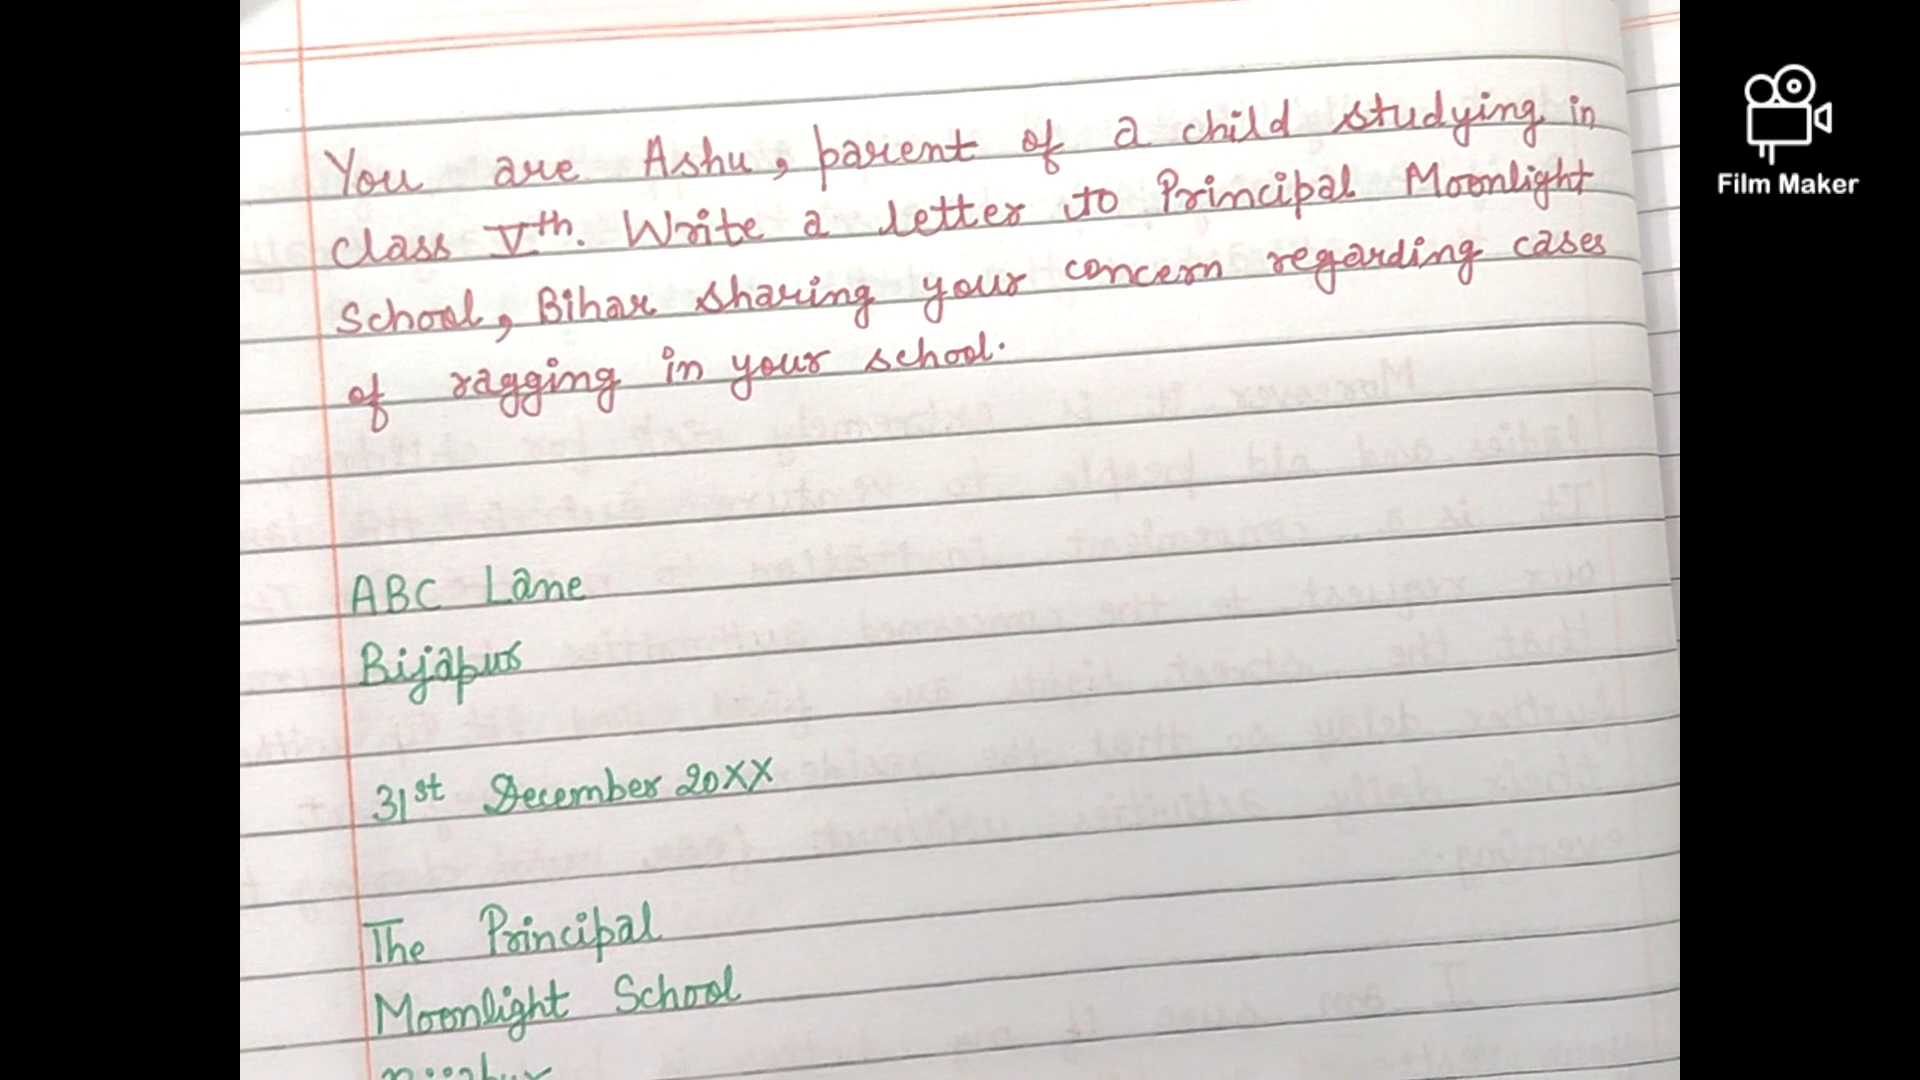 You are Ashu, parent of a child studying in
class Vth. Write a letter to Principal Moonlight
School, Bihar sharing your concern regarding cases
of ragging in your school.
ABC Lane
Bijapur
31st December 20XX
The Principal
Moonlight School
Film Maker